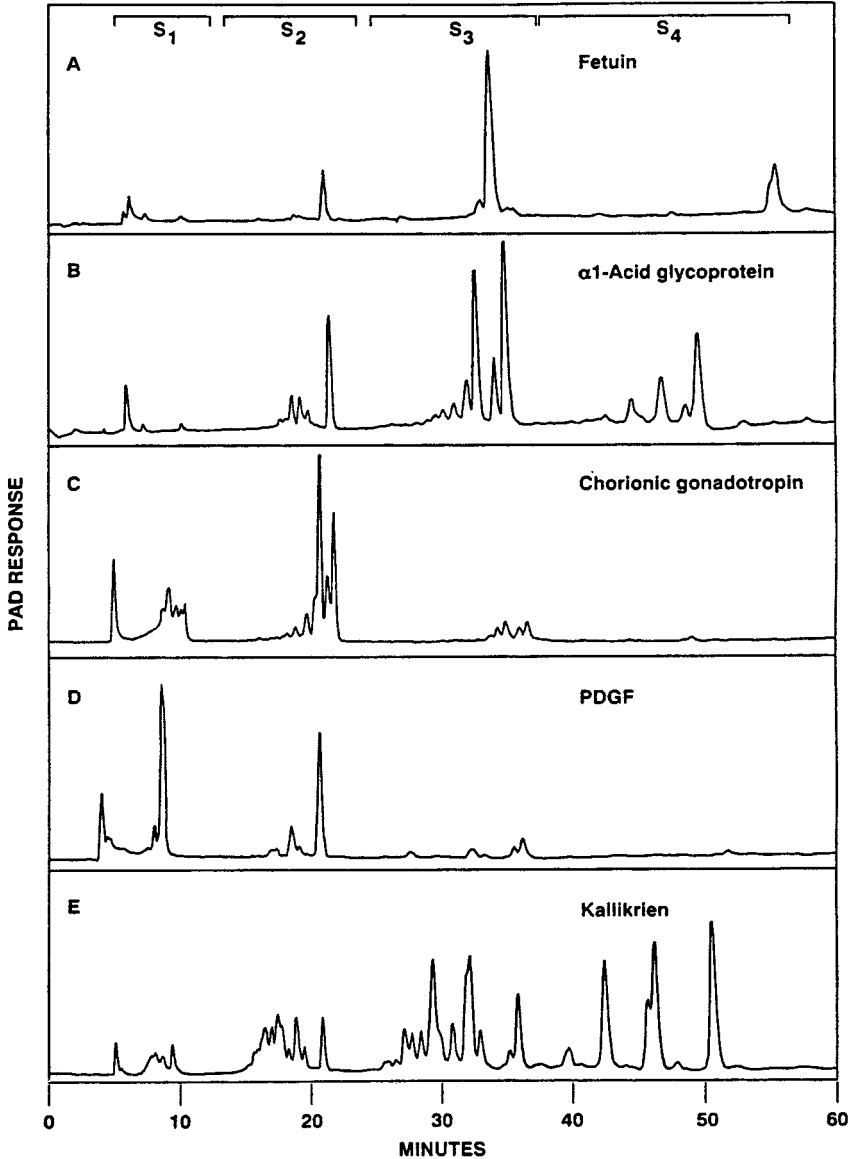 S1 S2 S3 S4
A Fetuin
B α1-Acid glycoprotein
C Chorionic gonadotropin
D PDGF
E Kallikrien
PAD RESPONSE
0 10 20 30 40 50 60
MINUTES